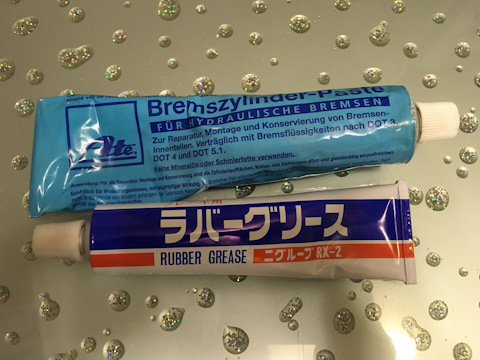 Bremszylinder-Paste
FÜR HYDRAULISCHE BREMSEN
Zur Reparatur, Montage und Konservierung von Bremsen-
Innenteilen. Verträglich mit Bremsflüssigkeiten nach DOT 3,
DOT 4 und DOT 5.1.
Keine Mineralöle oder Schmierfette verwenden.
Ate
ラバーグリース
RUBBER GREASE
ニグルーブ RX-2